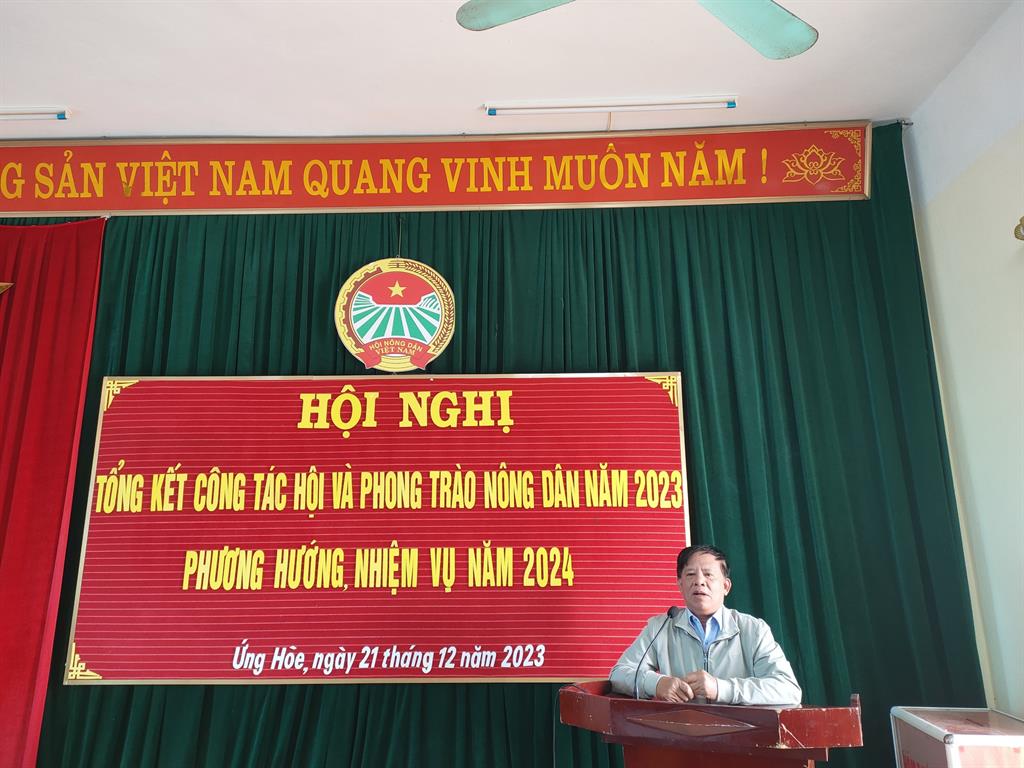 G SẢN VIỆT NAM QUANG VINH MUÔN NĂM !
HỘI NÔNG DÂN
VIỆT NAM
HỘI NGHỊ
TỔNG KẾT CÔNG TÁC HỘI VÀ PHONG TRÀO NÔNG DÂN NĂM 2023
PHƯƠNG HƯỚNG, NHIỆM VỤ NĂM 2024
Ứng Hòe, ngày 21 tháng 12 năm 2023